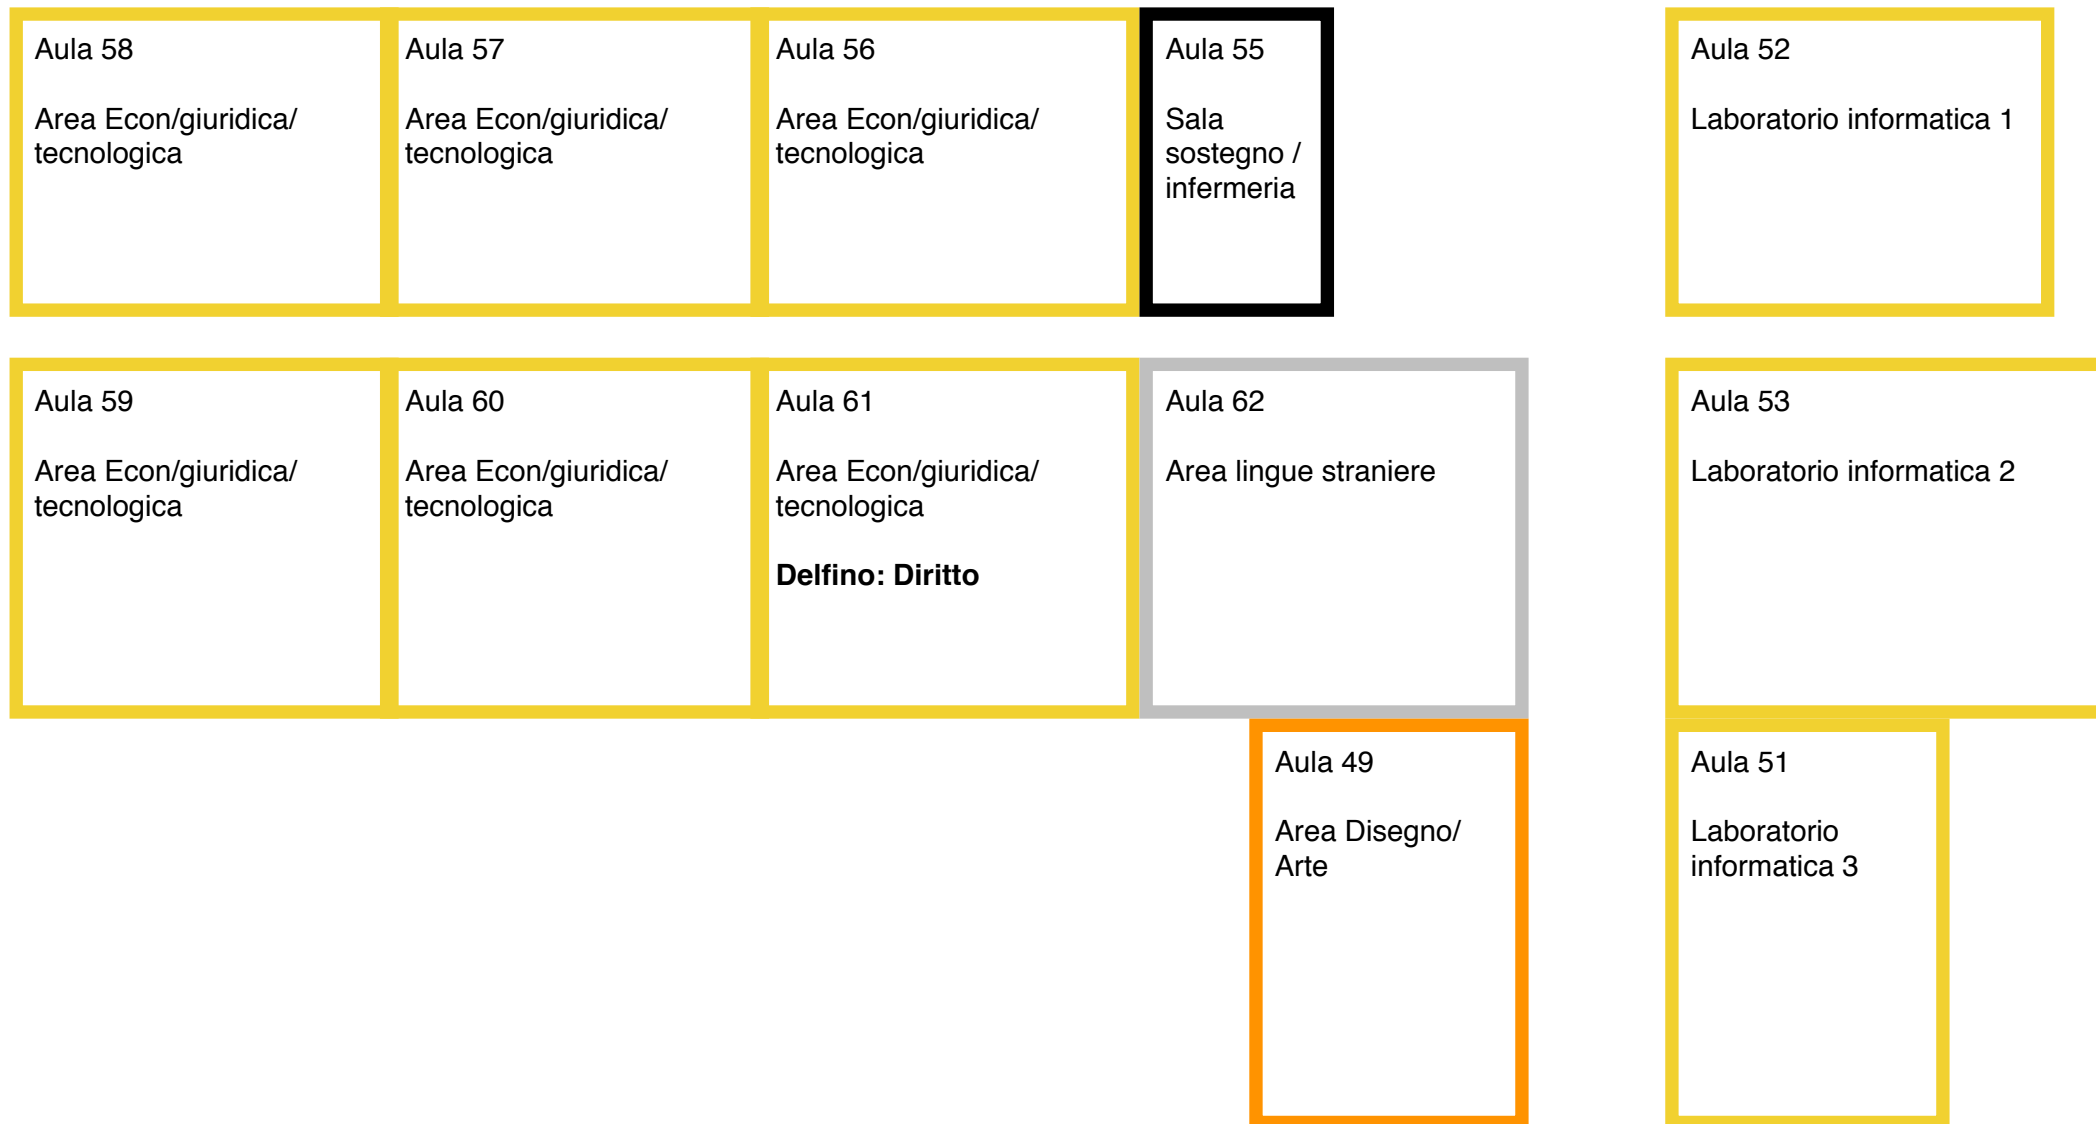 Aula 58
Area Econ/giuridica/
tecnologica
Aula 57
Area Econ/giuridica/
tecnologica
Aula 56
Area Econ/giuridica/
tecnologica
Aula 55
Sala
sostegno /
infermeria
Aula 52
Laboratorio informatica 1
Aula 59
Area Econ/giuridica/
tecnologica
Aula 60
Area Econ/giuridica/
tecnologica
Aula 61
Area Econ/giuridica/
tecnologica
Delfino: Diritto
Aula 62
Area lingue straniere
Aula 53
Laboratorio informatica 2
Aula 49
Area Disegno/
Arte
Aula 51
Laboratorio
informatica 3